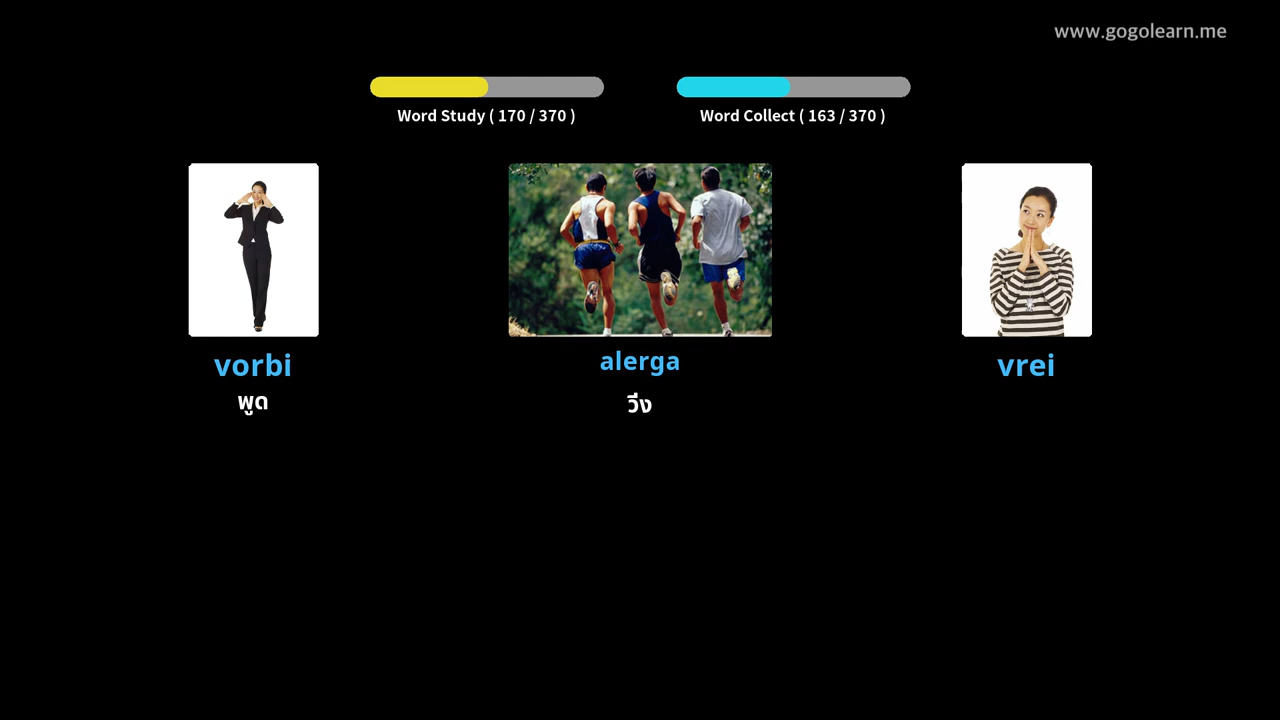 www.gogolearn.me
Word Study ( 170 / 370 )
Word Collect ( 163 / 370 )
vorbi
alerga
vrei
พูด
วีง